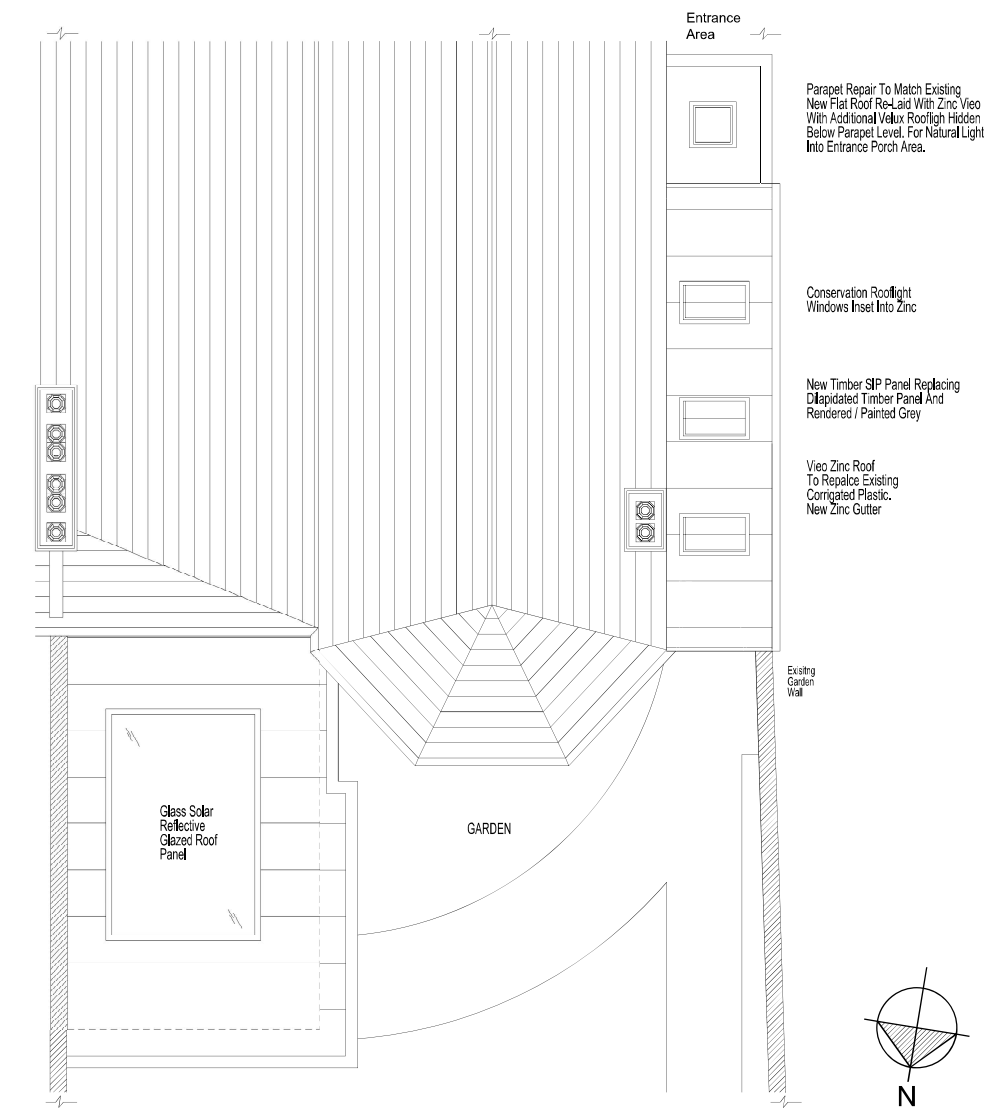 Entrance
Area
Parapet Repair To Match Existing
New Flat Roof Re-Laid With Zinc Vieo
With Additional Velux Roofligh Hidden
Below Parapet Level. For Natural Light
Into Entrance Porch Area.
Conservation Rooflight
Windows Inset Into Zinc
New Timber SIP Panel Replacing
Dilapidated Timber Panel And
Rendered / Painted Grey
Vieo Zinc Roof
To Repalce Existing
Corrigated Plastic.
New Zinc Gutter
Exisitng
Garden
Wall
Glass Solar
Reflective
Glazed Roof
Panel
GARDEN
N